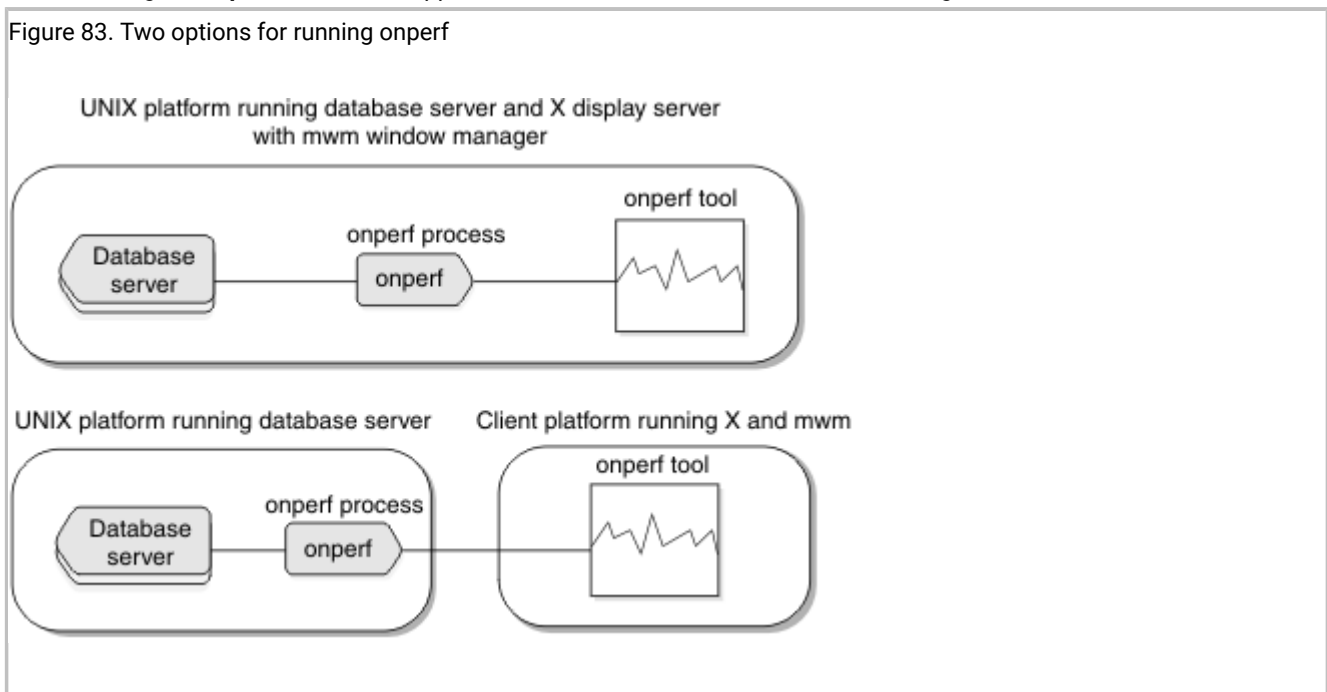 Figure 83. Two options for running onperf
UNIX platform running database server and X display server
with mwm window manager
onperf tool
onperf process
Database
server
onperf
UNIX platform running database server
Client platform running X and mwm
onperf tool
onperf process
Database
server
onperf